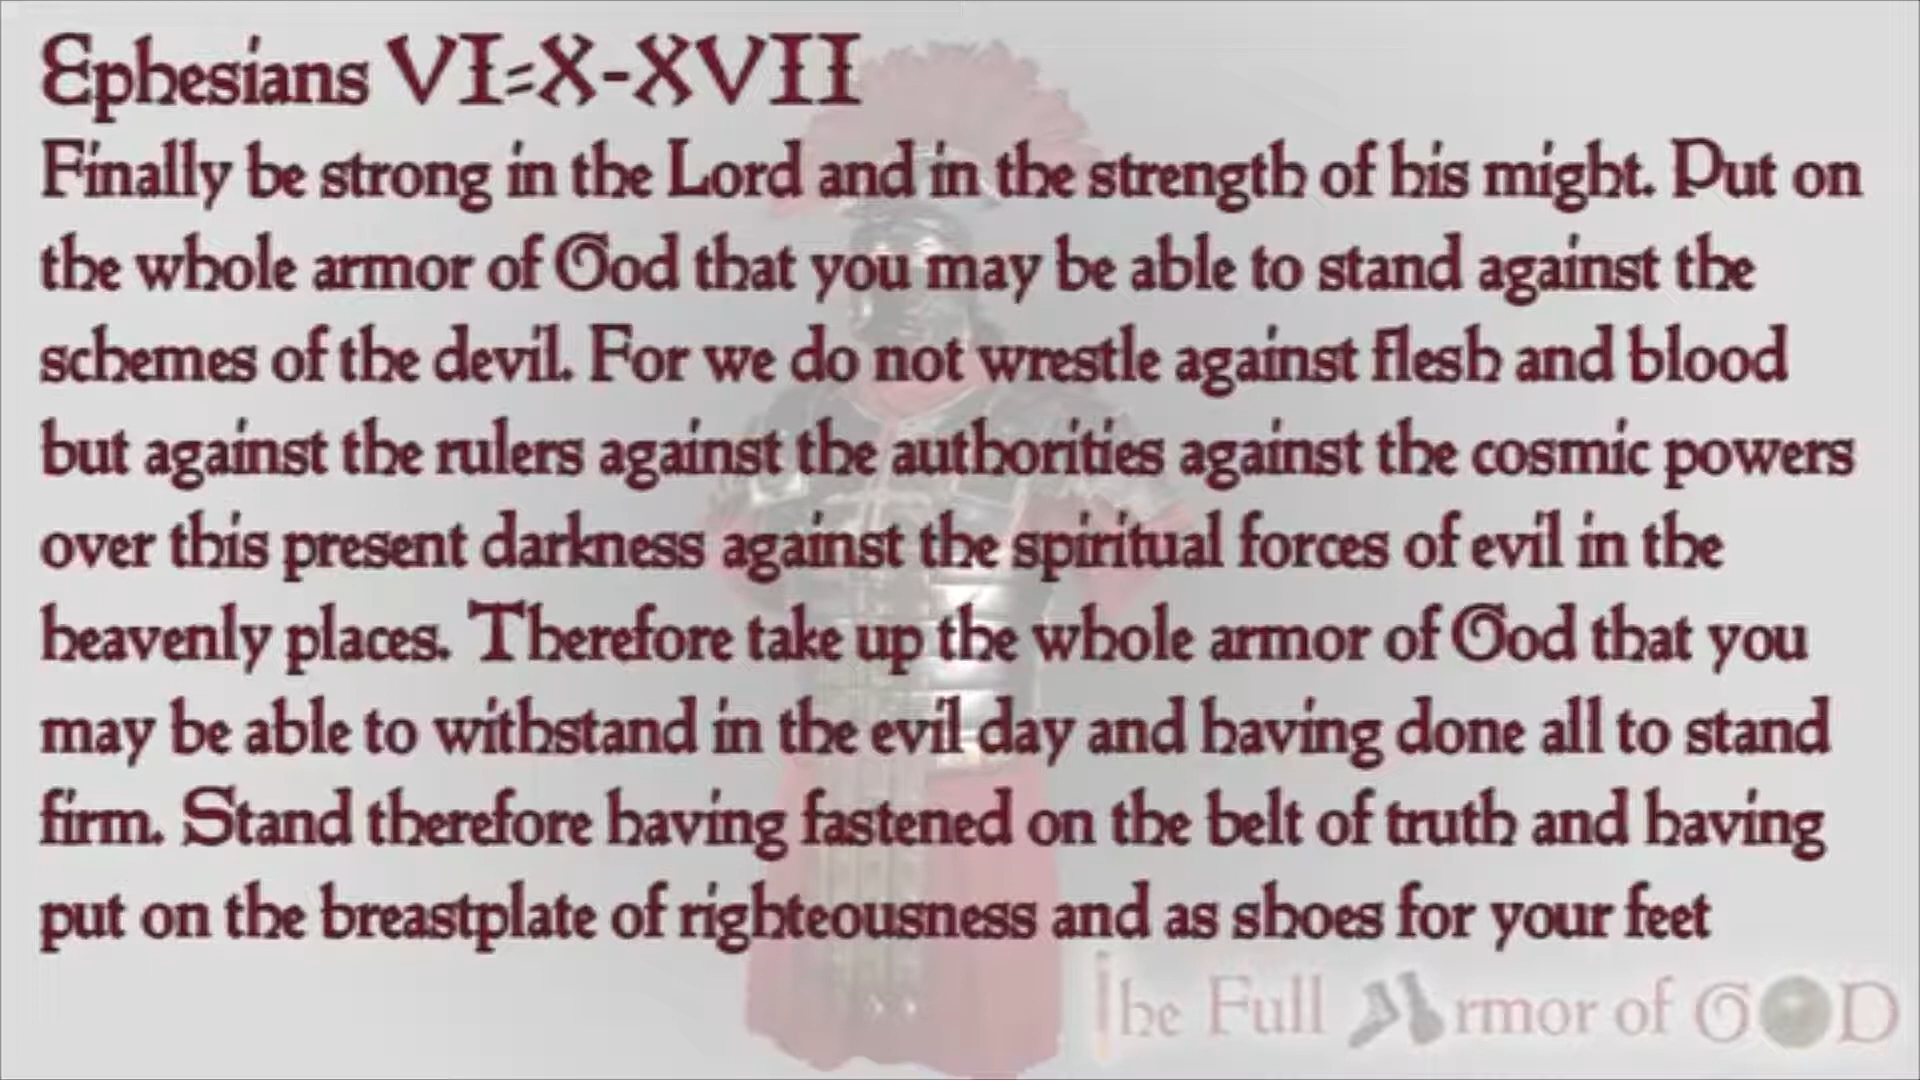 Ephesians VI=X-XVII
Finally be strong in the Lord and in the strength of his might. Put on
the whole armor of God that you may be able to stand against the
schemes of the devil. For we do not wrestle against flesh and blood
but against the rulers against the authorities against the cosmic powers
over this present darkness against the spiritual forces of evil in the
heavenly places. Therefore take up the whole armor of God that you
may be able to withstand in the evil day and having done all to stand
firm. Stand therefore having fastened on the belt of truth and having
put on the breastplate of righteousness and as shoes for your feet
The Full Armor of GOD